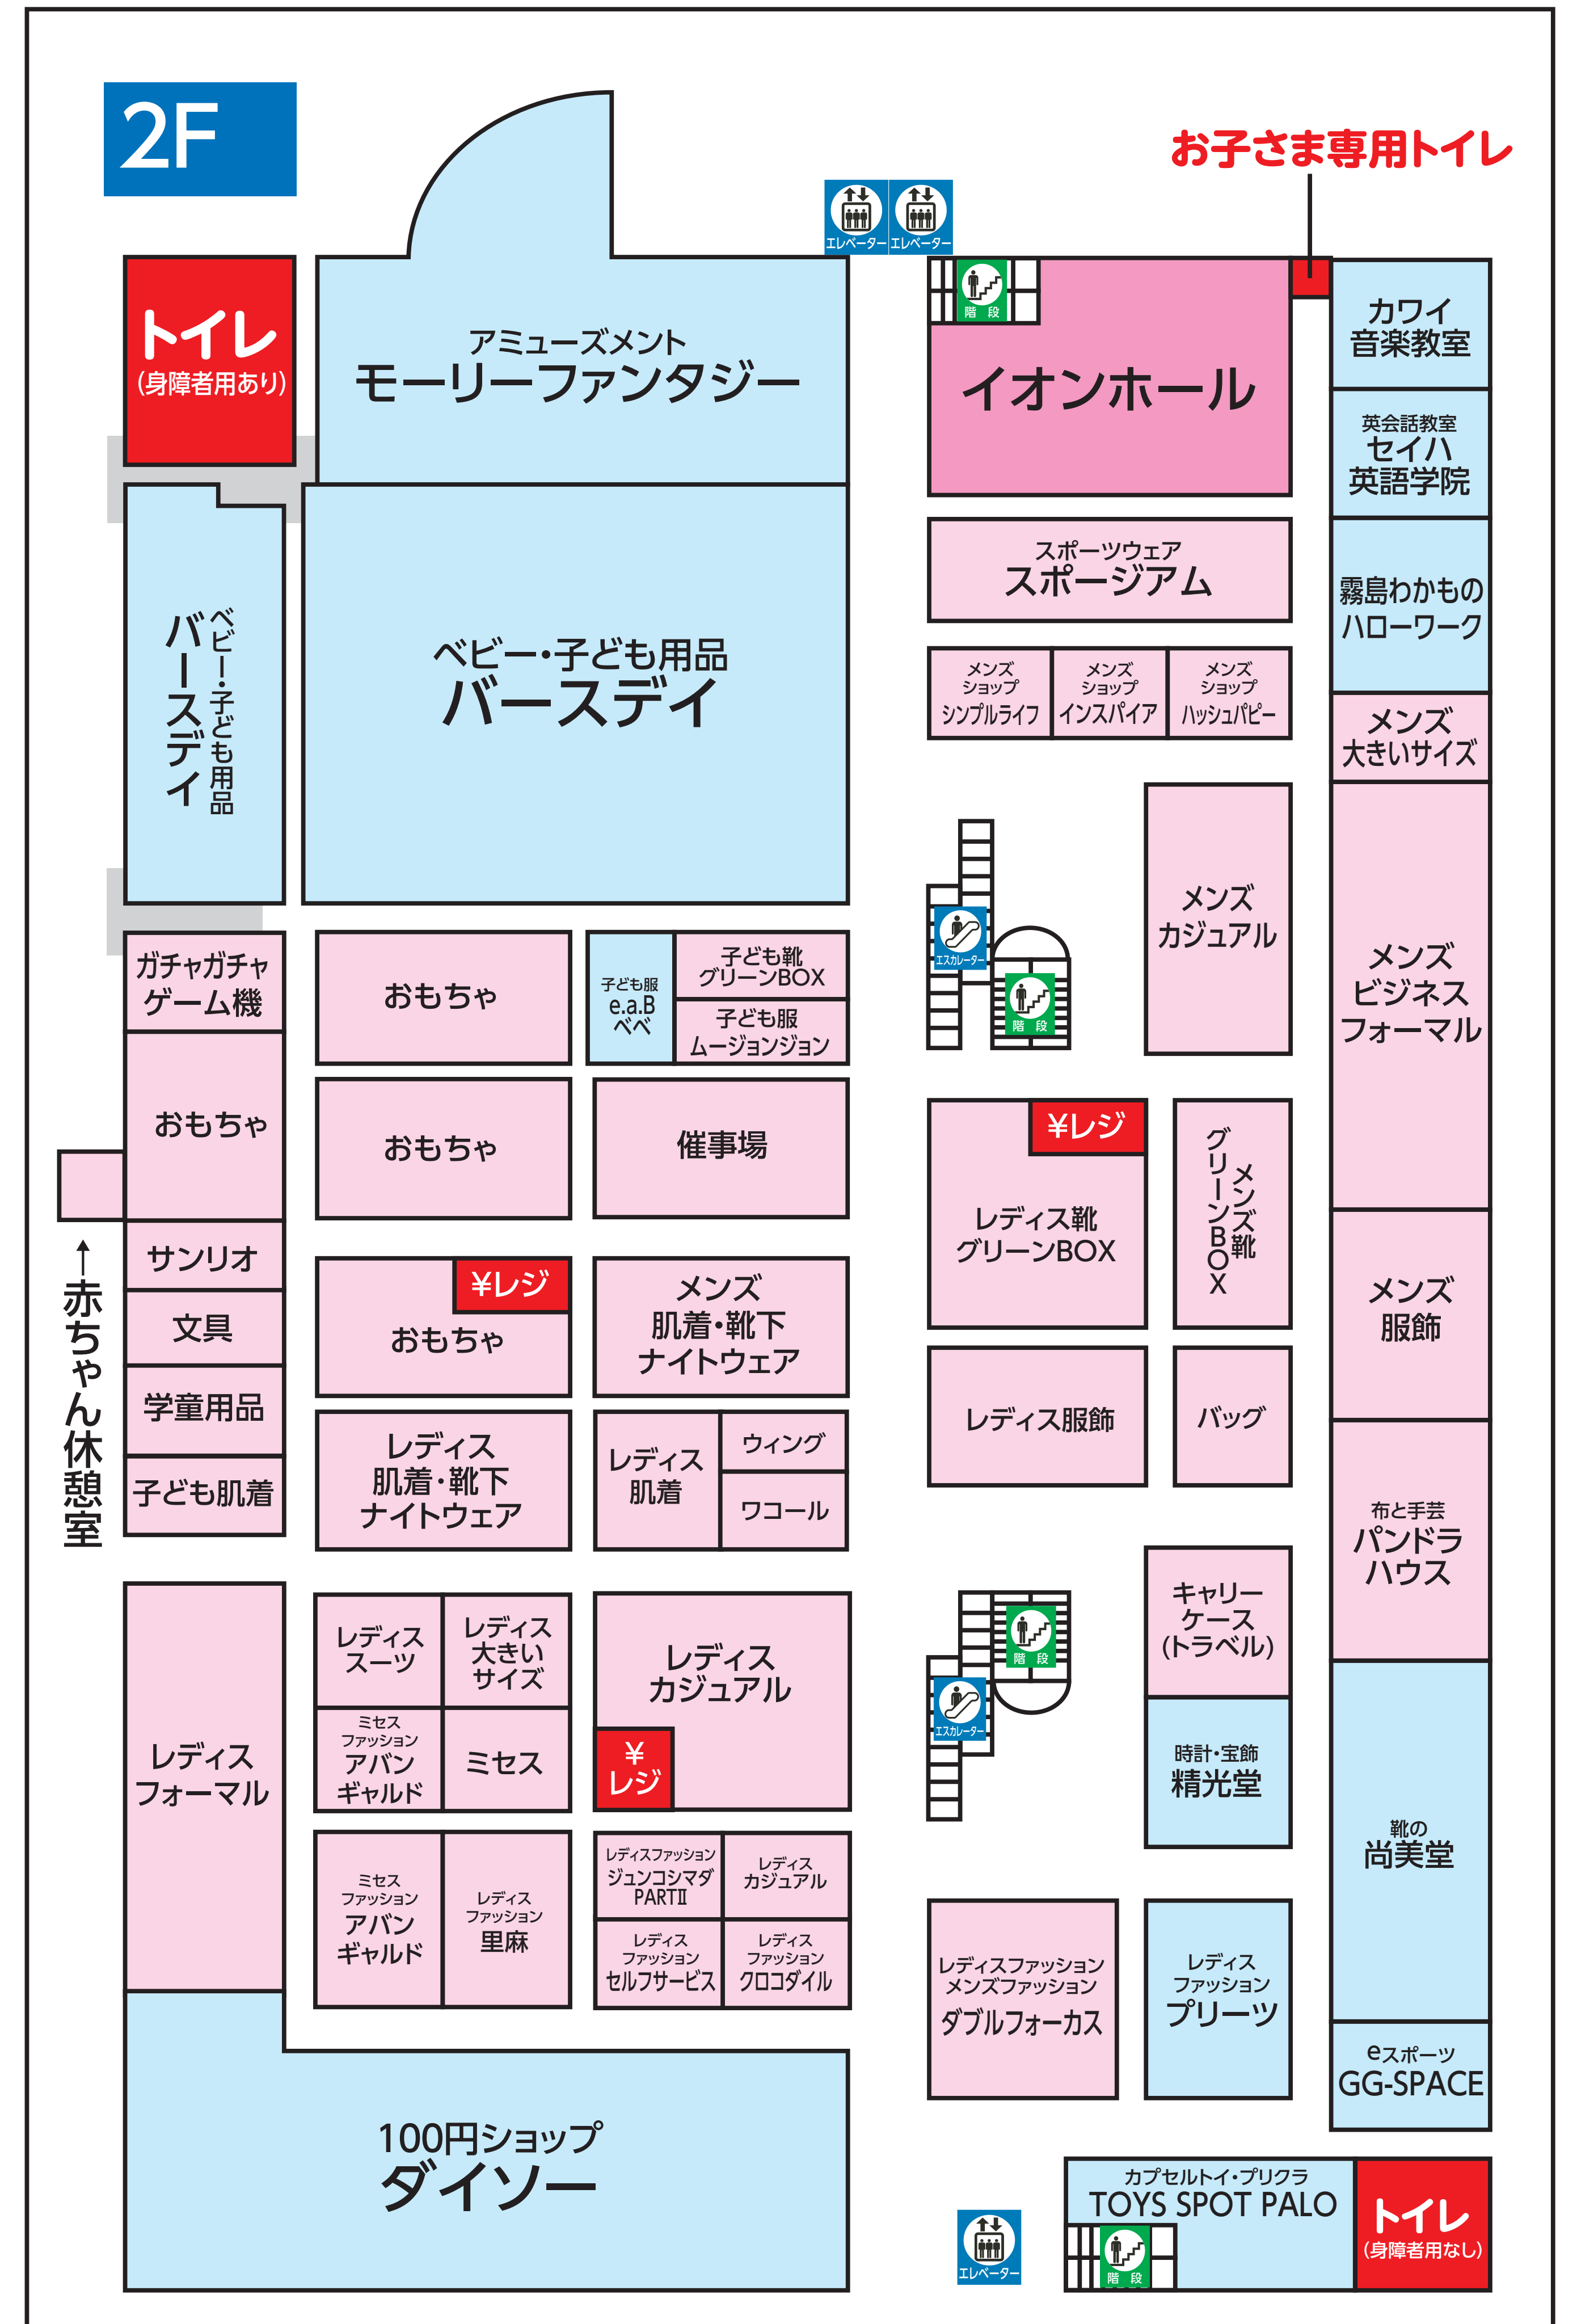 2F
お子さま専用トイレ
エレベーター
エレベーター
トイレ
(身障者用あり)
アミューズメント
モーリーファンタジー
階 段
イオンホール
カワイ
音楽教室
英会話教室
セイハ
英語学院
ベビー・子ども用品
バースデイ
ベビー・子ども用品
バースデイ
スポーツウェア
スポージアム
霧島わかもの
ハローワーク
メンズ
ショップ
シンプルライフ
メンズ
ショップ
インスパイア
メンズ
ショップ
ハッシュパピー
メンズ
大きいサイズ
メンズ
カジュアル
メンズ
ビジネス
フォーマル
エスカレーター
階 段
ガチャガチャ
ゲーム機
おもちゃ
子ども服
e.a.B
べべ
子ども靴
グリーンBOX
子ども服
ムージョンジョン
おもちゃ
おもちゃ
催事場
¥レジ
レディス靴
グリーンBOX
メンズ靴
グリーンBOX
サンリオ
文具
学童用品
子ども肌着
←赤ちゃん休憩室
¥レジ
おもちゃ
メンズ
肌着・靴下
ナイトウェア
メンズ
服飾
レディス
肌着・靴下
ナイトウェア
レディス
肌着
ウィング
ワコール
レディス服飾
バッグ
布と手芸
パンドラ
ハウス
レディス
フォーマル
レディス
スーツ
レディス
大きい
サイズ
ミセス
ファッション
アバン
ギャルド
ミセス
レディス
カジュアル
¥
レジ
階 段
エスカレーター
キャリー
ケース
(トラベル)
時計・宝飾
精光堂
靴の
尚美堂
ミセス
ファッション
アバン
ギャルド
レディス
ファッション
里麻
レディスファッション
ジュンコシマダ
PARTⅡ
レディス
カジュアル
レディス
ファッション
セルフサービス
レディス
ファッション
クロコダイル
レディスファッション
メンズファッション
ダブルフォーカス
レディス
ファッション
プリーツ
eスポーツ
GG-SPACE
100円ショップ
ダイソー
エレベーター
カプセルトイ・プリクラ
TOYS SPOT PALO
階 段
トイレ
(身障者用なし)